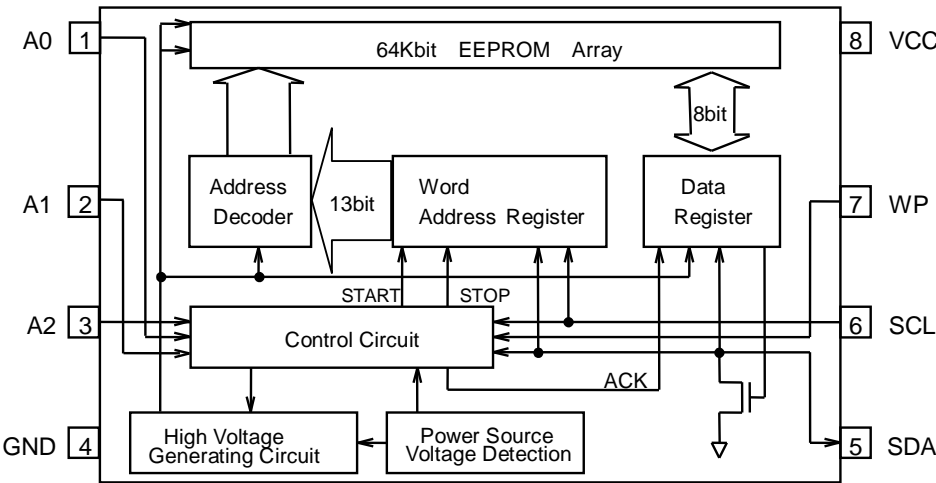 A0 1
64Kbit EEPROM Array
8 VCC
8bit
A1 2
Address
Decoder
13bit
Word
Address Register
Data
Register
7 WP
START
STOP
A2 3
Control Circuit
6 SCL
ACK
GND 4
High Voltage
Generating Circuit
Power Source
Voltage Detection
5 SDA